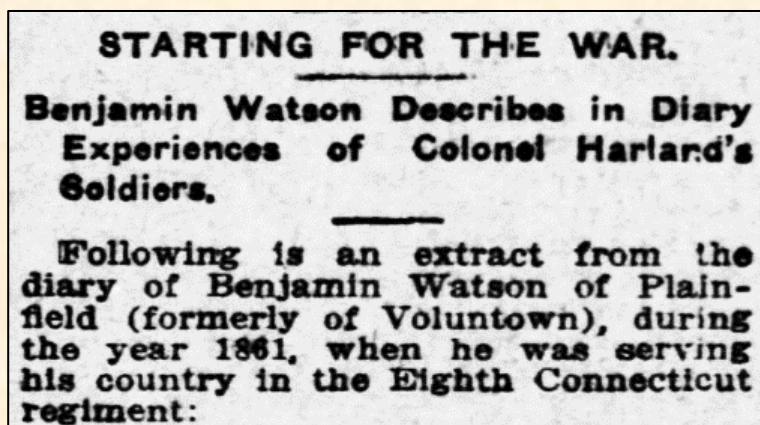 STARTING FOR THE WAR.
Benjamin Watson Describes in Diary
Experiences of Colonel Harland's
Soldiers.
Following is an extract from the
diary of Benjamin Watson of Plain-
field (formerly of Voluntown), during
the year 1861, when he was serving
his country in the Eighth Connecticut
regiment: